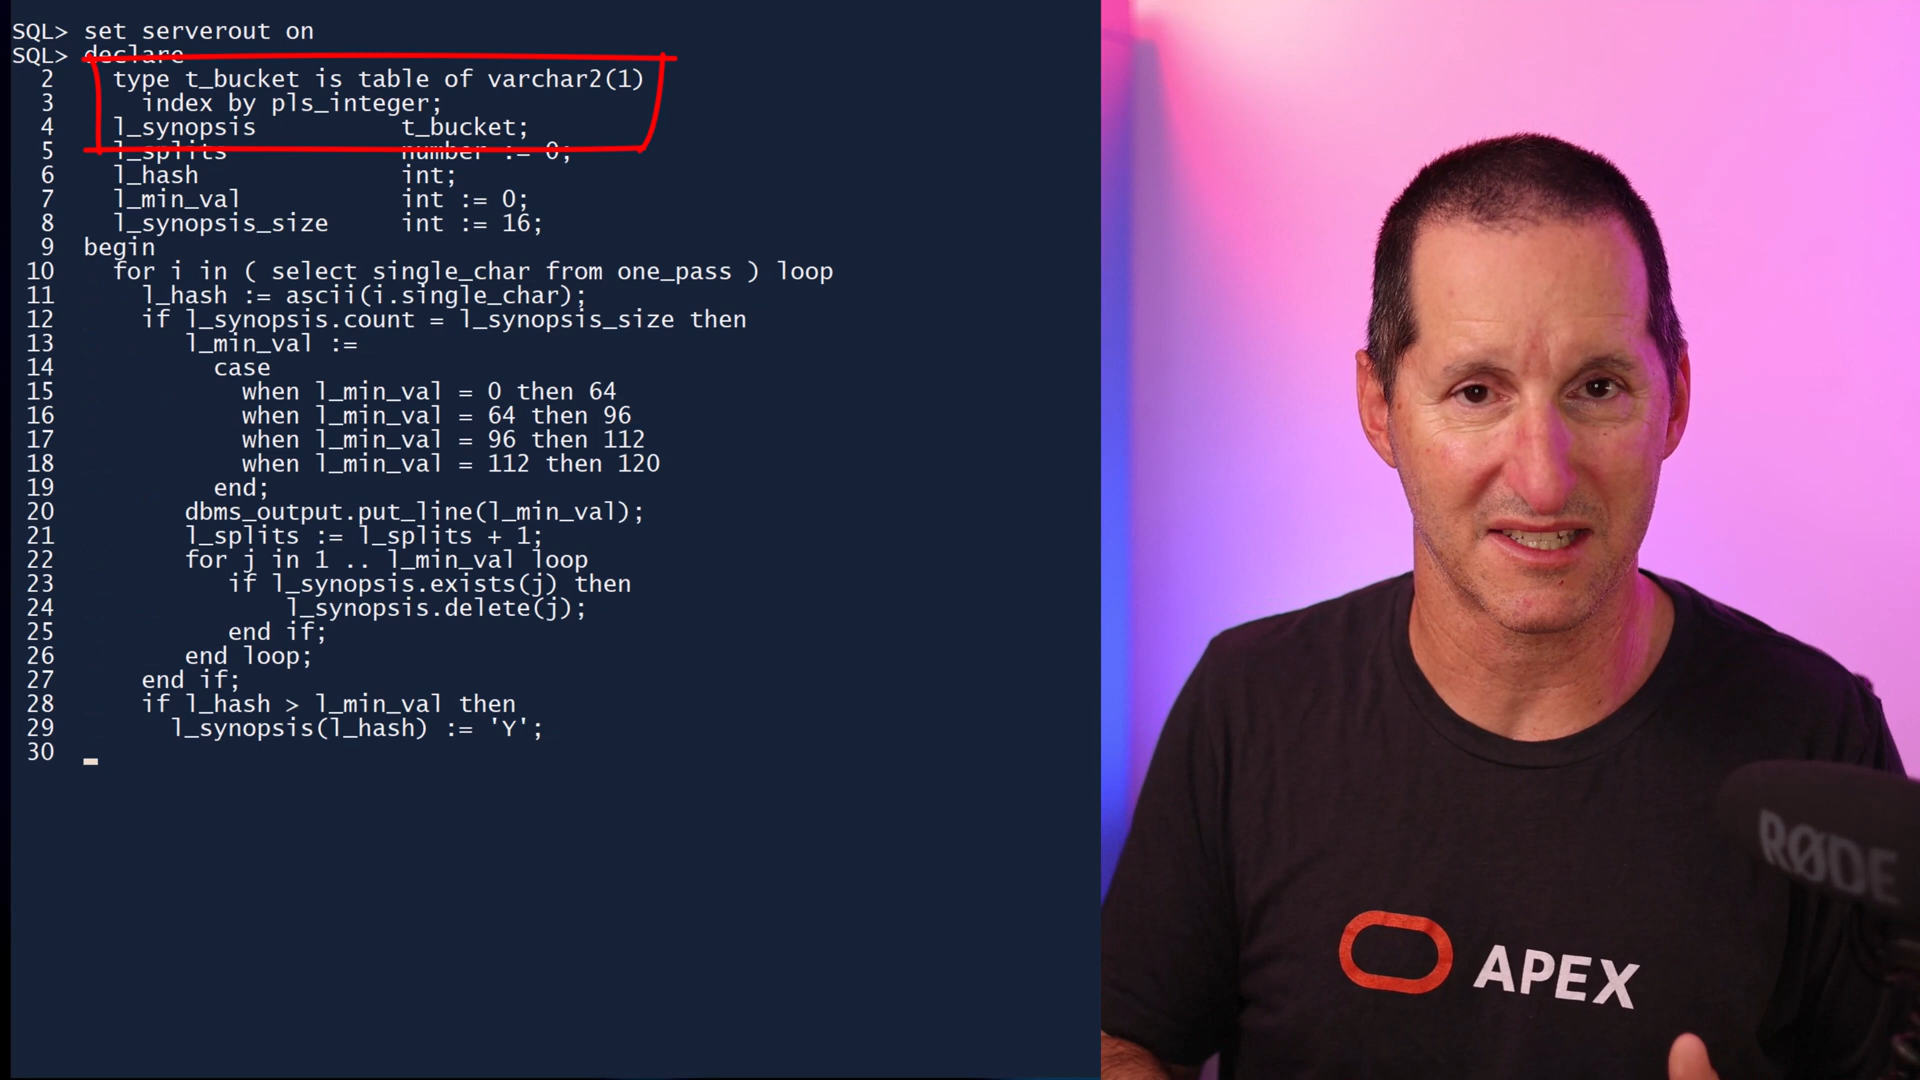 SQL> set serverout on
SQL> declare
2 type t_bucket is table of varchar2(1)
3 index by pls_integer;
4 l_synopsis t_bucket;
5 l_splits number := 0;
6 l_hash int;
7 l_min_val int := 0;
8 l_synopsis_size int := 16;
9 begin
10 for i in ( select single_char from one_pass ) loop
11 l_hash := ascii(i.single_char);
12 if l_synopsis.count = l_synopsis_size then
13 l_min_val :=
14 case
15 when l_min_val = 0 then 64
16 when l_min_val = 64 then 96
17 when l_min_val = 96 then 112
18 when l_min_val = 112 then 120
19 end;
20 dbms_output.put_line(l_min_val);
21 l_splits := l_splits + 1;
22 for j in 1 .. l_min_val loop
23 if l_synopsis.exists(j) then
24 l_synopsis.delete(j);
25 end if;
26 end loop;
27 end if;
28 if l_hash > l_min_val then
29 l_synopsis(l_hash) := 'Y';
30
RØDE
APEX